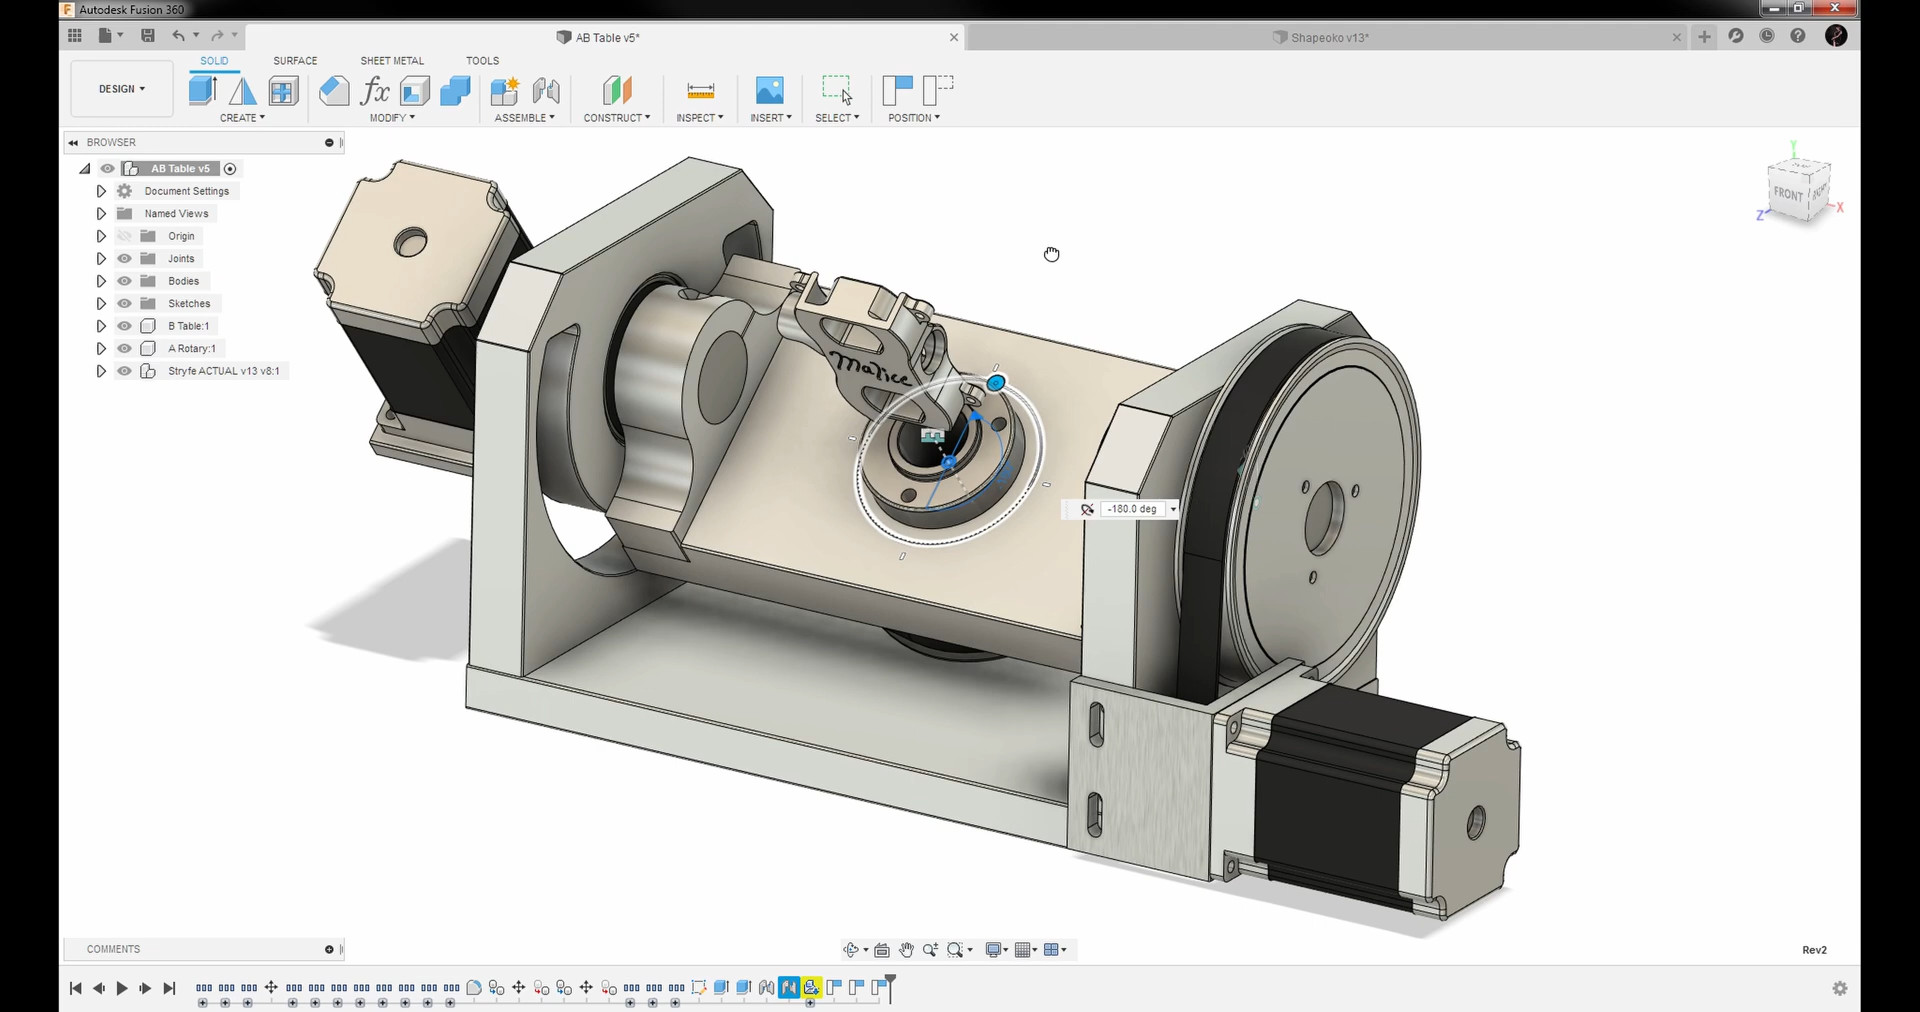 Autodesk Fusion 360
AB Table v5*
Shapeoko v13*
SOLID
SURFACE
SHEET METAL
TOOLS
DESIGN
CREATE
MODIFY
ASSEMBLE
CONSTRUCT
INSPECT
INSERT
SELECT
POSITION
BROWSER
AB Table v5
Document Settings
Named Views
Origin
Joints
Bodies
Sketches
B Table:1
A Rotary:1
Stryfe ACTUAL v13 v8:1
Y
FRONT
Z
X
Malice
-180.0 deg
COMMENTS
Rev2